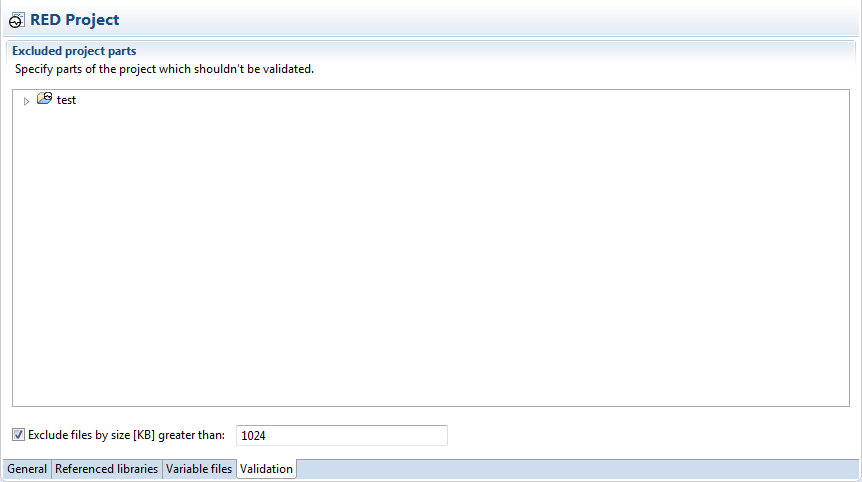 RED Project
Excluded project parts
Specify parts of the project which shouldn't be validated.
test
Exclude files by size [KB] greater than: 1024
General Referenced libraries Variable files Validation